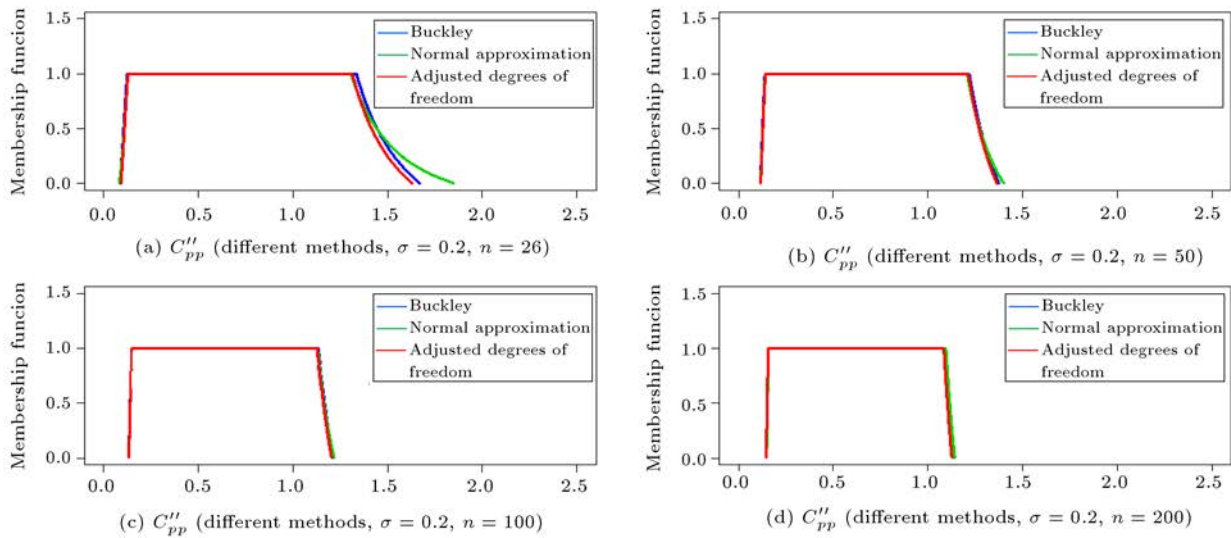 Membership funcion
1.5
1.0
0.5
0.0
Buckley
Normal approximation
Adjusted degrees of
freedom
0.0 0.5 1.0 1.5 2.0 2.5
(a) C''pp (different methods, σ = 0.2, n = 26)
Membership funcion
1.5
1.0
0.5
0.0
Buckley
Normal approximation
Adjusted degrees of
freedom
0.0 0.5 1.0 1.5 2.0 2.5
(b) C''pp (different methods, σ = 0.2, n = 50)
Membership funcion
1.5
1.0
0.5
0.0
Buckley
Normal approximation
Adjusted degrees of
freedom
0.0 0.5 1.0 1.5 2.0 2.5
(c) C''pp (different methods, σ = 0.2, n = 100)
Membership funcion
1.5
1.0
0.5
0.0
Buckley
Normal approximation
Adjusted degrees of
freedom
0.0 0.5 1.0 1.5 2.0 2.5
(d) C''pp (different methods, σ = 0.2, n = 200)